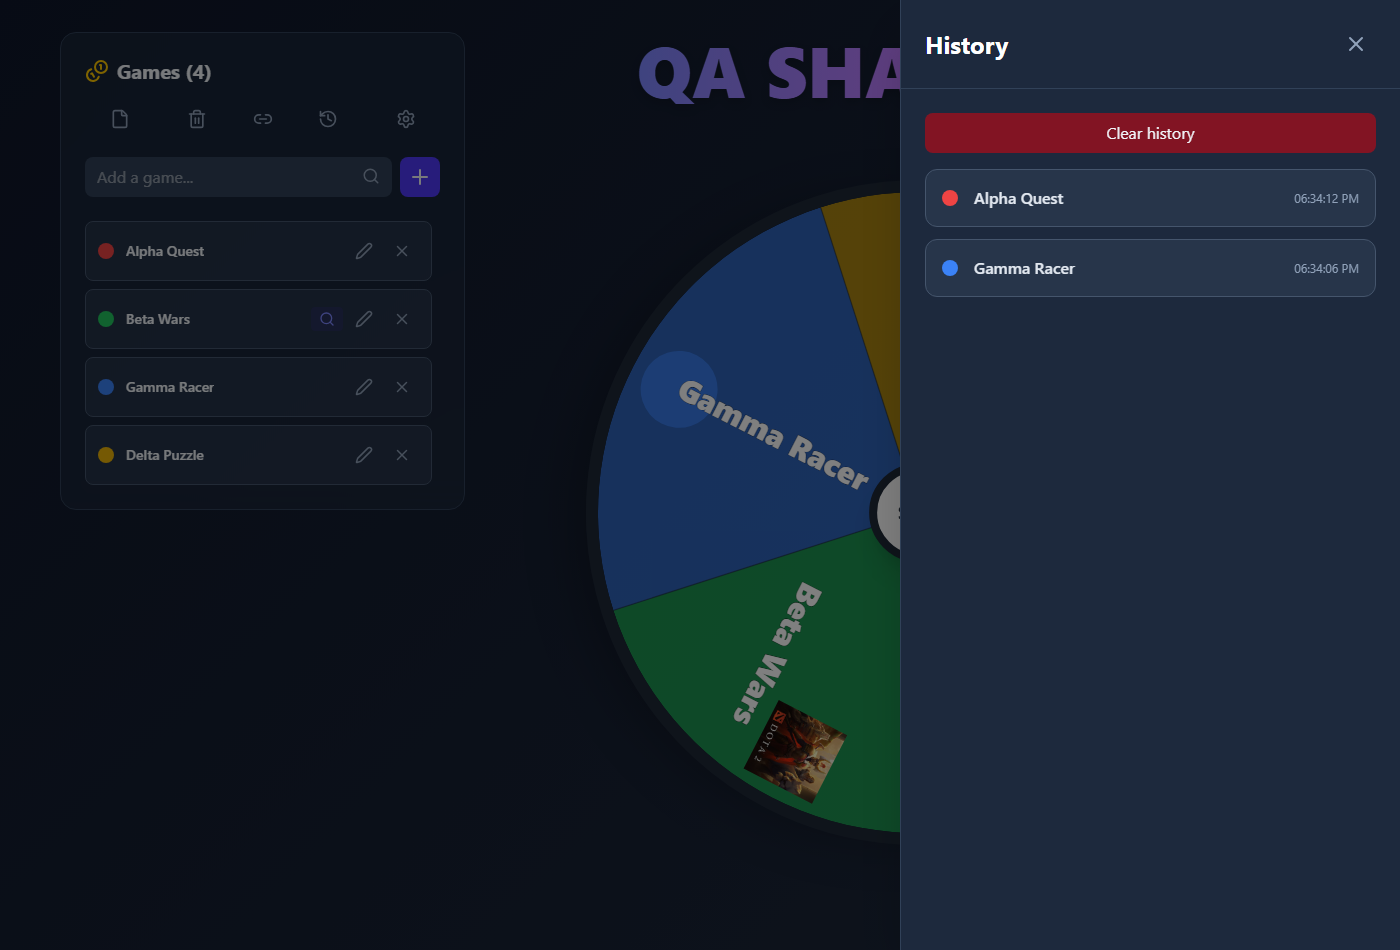 Games (4)
Add a game...
Alpha Quest
Beta Wars
Gamma Racer
Delta Puzzle
QA SHA
Gamma Racer
Beta Wars
DOTA 2
History
Clear history
Alpha Quest
06:34:12 PM
Gamma Racer
06:34:06 PM